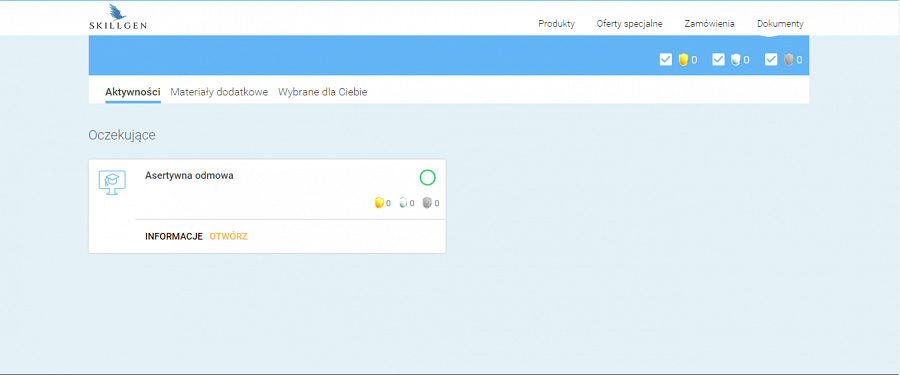 SKILLGEN
Produkty Oferty specjalne Zamówienia Dokumenty
0 0 0
Aktywności Materiały dodatkowe Wybrane dla Ciebie
Oczekujące
Asertywna odmowa
0 0 0
INFORMACJE OTWÓRZ